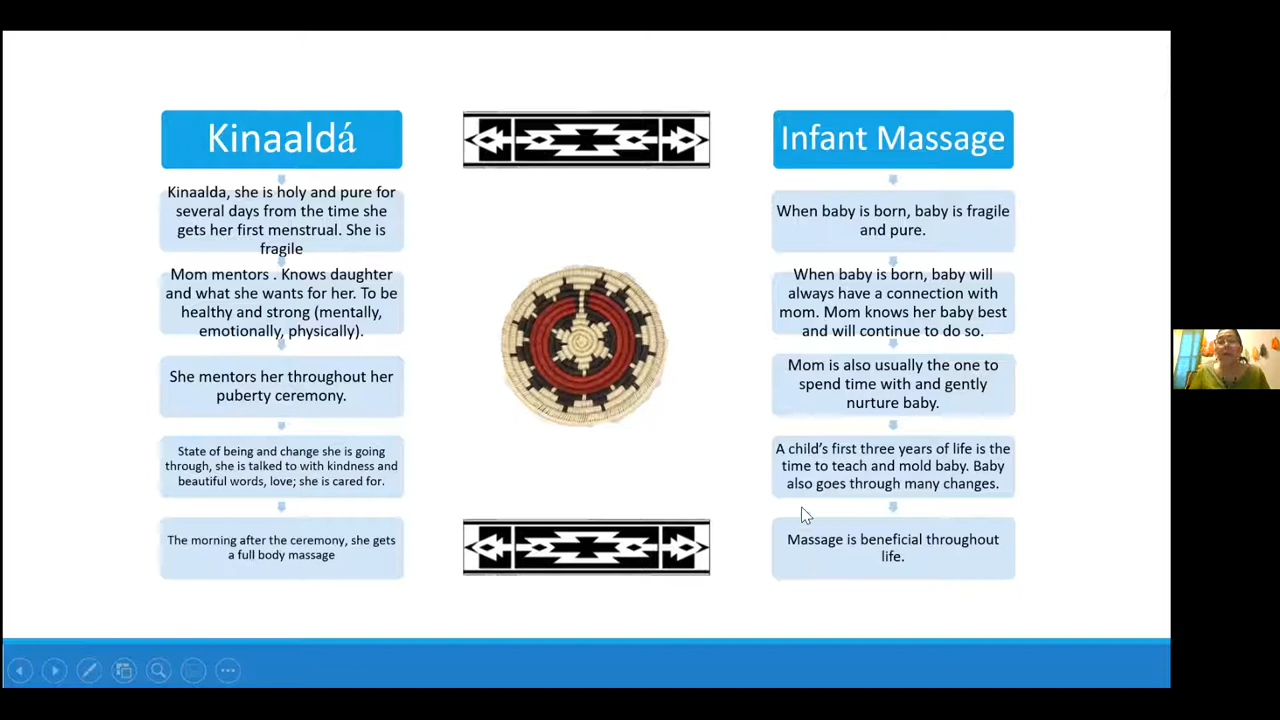 Kinaaldá
Kinaalda, she is holy and pure for
several days from the time she
gets her first menstrual. She is
fragile
Mom mentors . Knows daughter
and what she wants for her. To be
healthy and strong (mentally,
emotionally, physically).
She mentors her throughout her
puberty ceremony.
State of being and change she is going
through, she is talked to with kindness and
beautiful words, love; she is cared for.
The morning after the ceremony, she gets
a full body massage
Infant Massage
When baby is born, baby is fragile
and pure.
When baby is born, baby will
always have a connection with
mom. Mom knows her baby best
and will continue to do so.
Mom is also usually the one to
spend time with and gently
nurture baby.
A child’s first three years of life is the
time to teach and mold baby. Baby
also goes through many changes.
Massage is beneficial throughout
life.